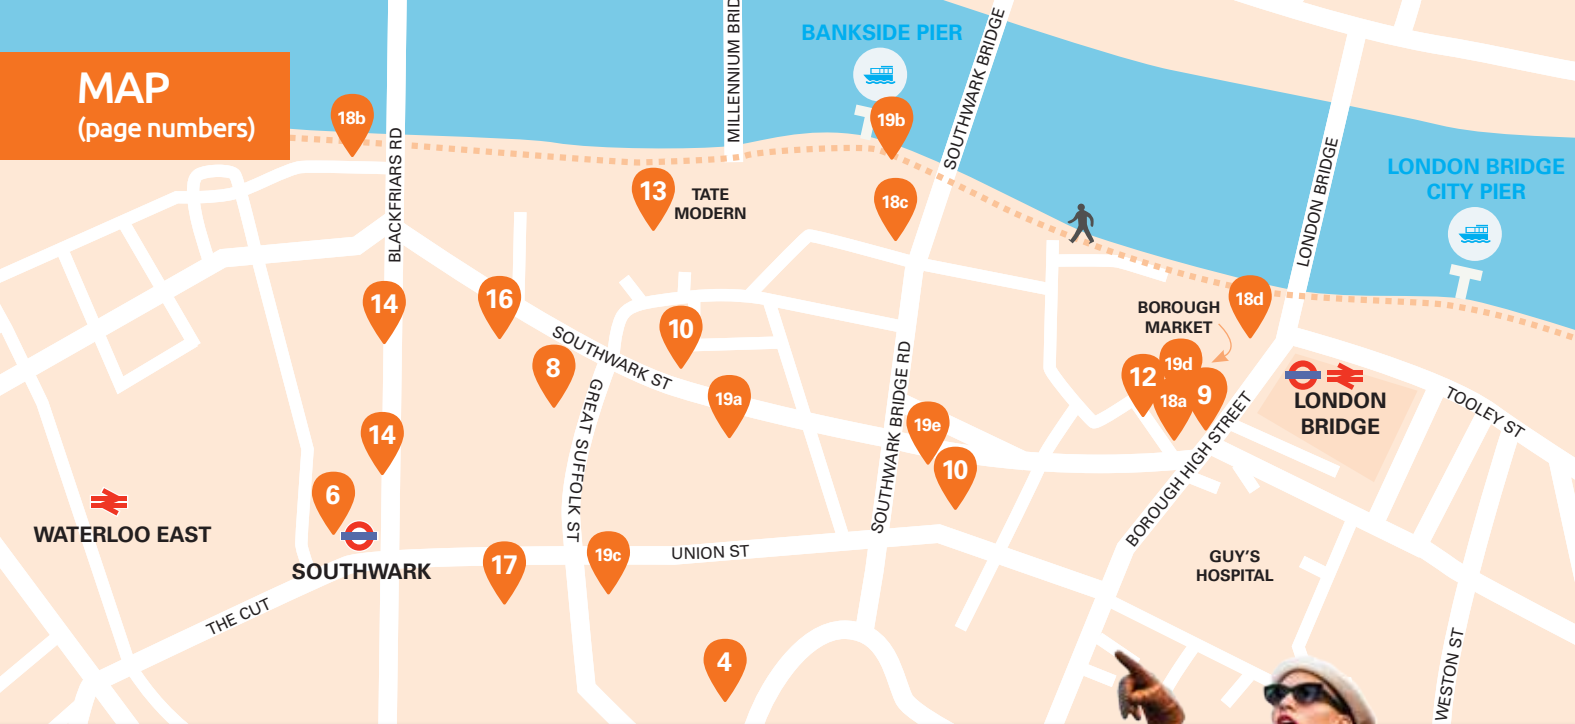 MAP
(page numbers)
BANKSIDE PIER
MILLENNIUM BRID
SOUTHWARK BRIDGE
18b
19b
BLACKFRIARS RD
LONDON BRIDGE
LONDON BRIDGE
CITY PIER
13
TATE
MODERN
18c
14
16
10
SOUTHWARK ST
8
19a
GREAT SUFFOLK ST
SOUTHWARK BRIDGE RD
18d
BOROUGH
MARKET
12
19d
18a
9
LONDON
BRIDGE
TOOLEY ST
BOROUGH HIGH STREET
14
19e
10
6
WATERLOO EAST
SOUTHWARK
THE CUT
17
19c
UNION ST
GUY'S
HOSPITAL
4
WESTON ST